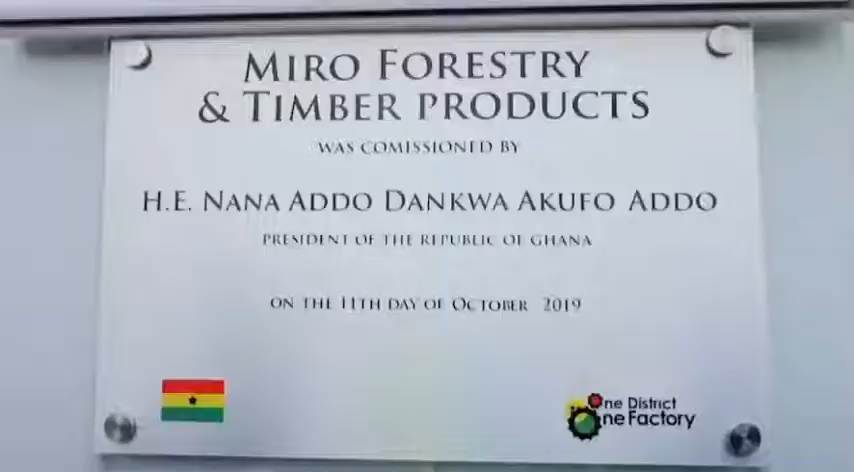 MIRO FORESTRY
& TIMBER PRODUCTS
WAS COMISSIONED BY
H.E. NANA ADDO DANKWA AKUFO ADDO
PRESIDENT OF THE REPUBLIC OF GHANA
ON THE 11TH DAY OF OCTOBER 2019
One District
One Factory